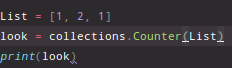 List = [1, 2, 1]
look = collections.Counter(List)
print(look)